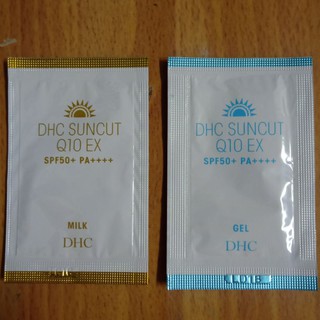 DHC SUNCUT
Q10 EX
SPF50+ PA++++
MILK
DHC
DHC SUNCUT
Q10 EX
SPF50+ PA++++
GEL
DHC